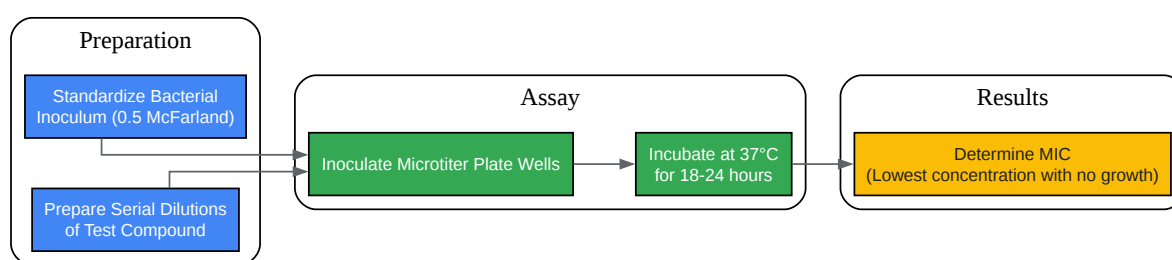 Preparation
Standardize Bacterial
Inoculum (0.5 McFarland)
Prepare Serial Dilutions
of Test Compound
Assay
Inoculate Microtiter Plate Wells
Incubate at 37°C
for 18-24 hours
Results
Determine MIC
(Lowest concentration with no growth)